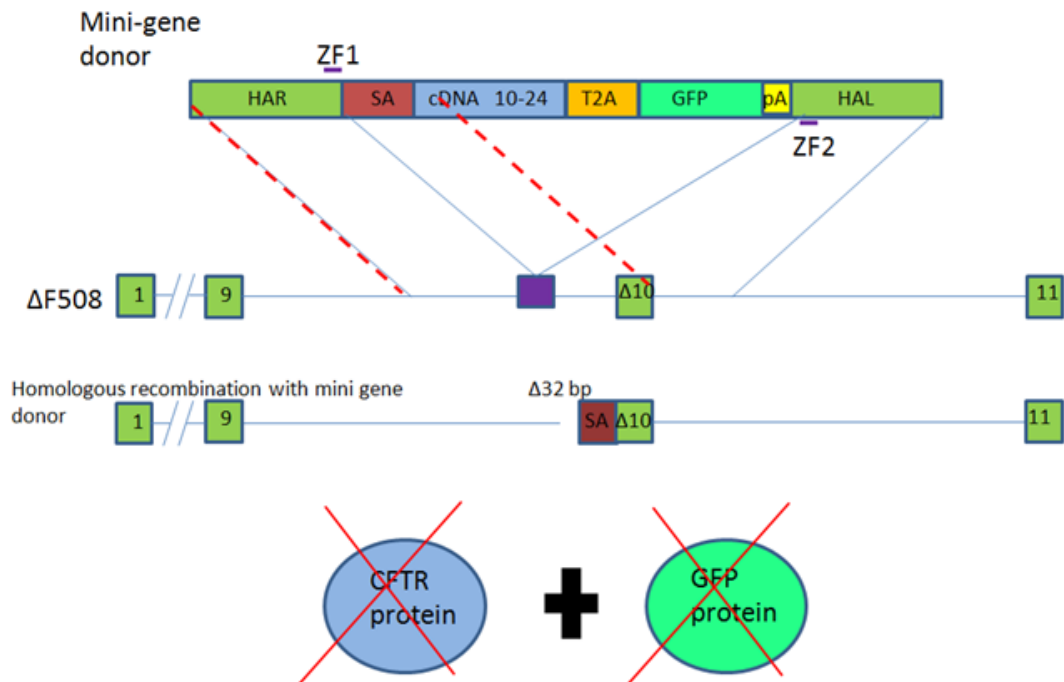 Mini-gene
donor
ZF1
HAR SA cDNA 10-24 T2A GFP pA HAL
ZF2
ΔF508
1 9 Δ10 11
Homologous recombination with mini gene
donor
Δ32 bp
1 9 SA Δ10 11
CFTR
protein
GFP
protein